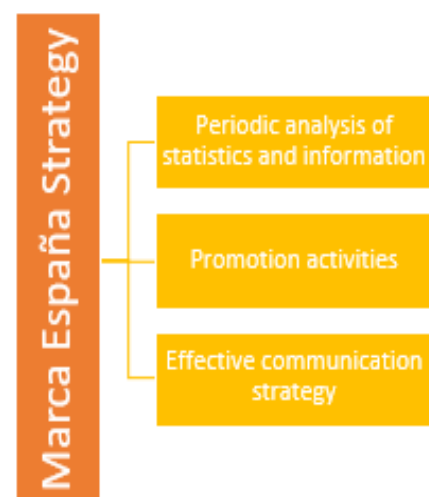 Marca España Strategy
Periodic analysis of
statistics and information
Promotion activities
Effective communication
strategy